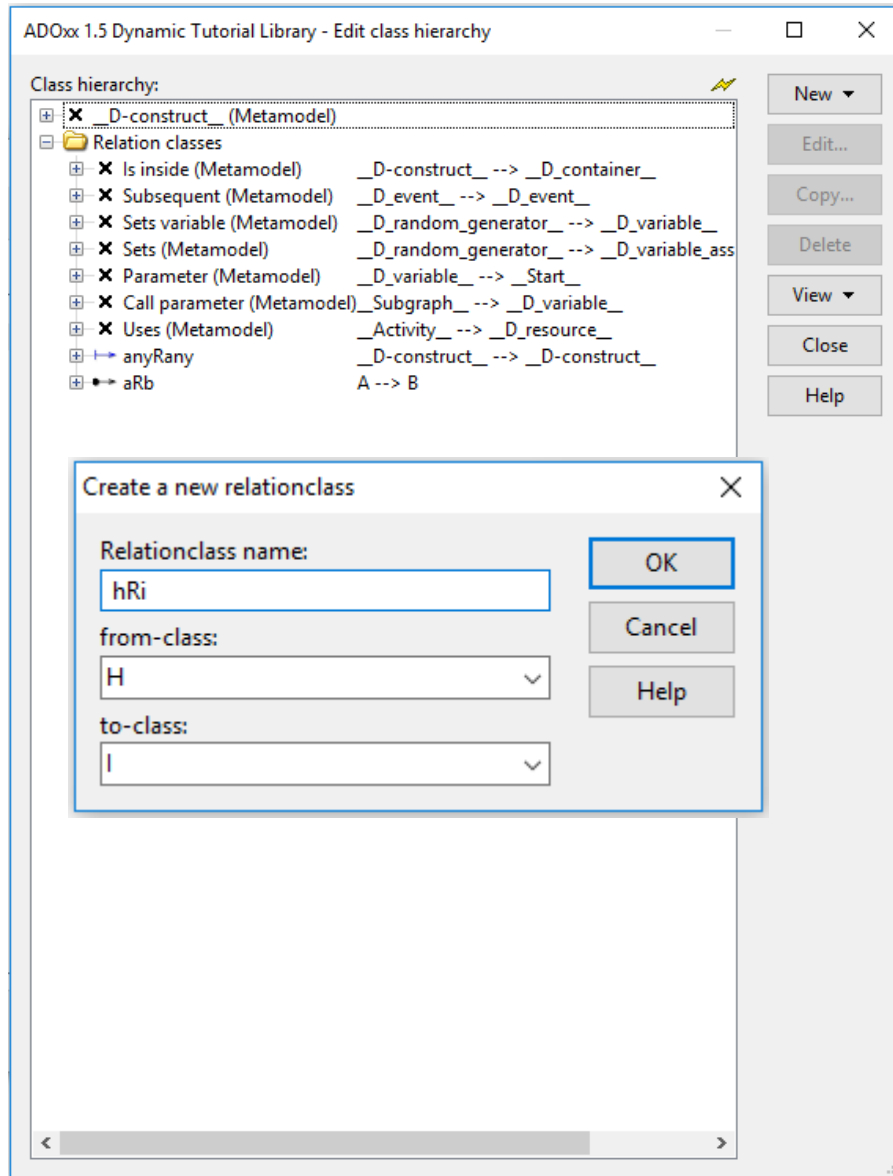 ADOxx 1.5 Dynamic Tutorial Library - Edit class hierarchy
Class hierarchy:
__D-construct__ (Metamodel)
Relation classes
Is inside (Metamodel) __D-construct__ --> __D_container__
Subsequent (Metamodel) __D_event__ --> __D_event__
Sets variable (Metamodel) __D_random_generator__ --> __D_variable__
Sets (Metamodel) __D_random_generator__ --> __D_variable_ass
Parameter (Metamodel) __D_variable__ --> __Start__
Call parameter (Metamodel) __Subgraph__ --> __D_variable__
Uses (Metamodel) __Activity__ --> __D_resource__
anyRany __D-construct__ --> __D-construct__
aRb A --> B
New
Edit...
Copy...
Delete
View
Close
Help
Create a new relationclass
Relationclass name:
hRi
from-class:
H
to-class:
I
OK
Cancel
Help